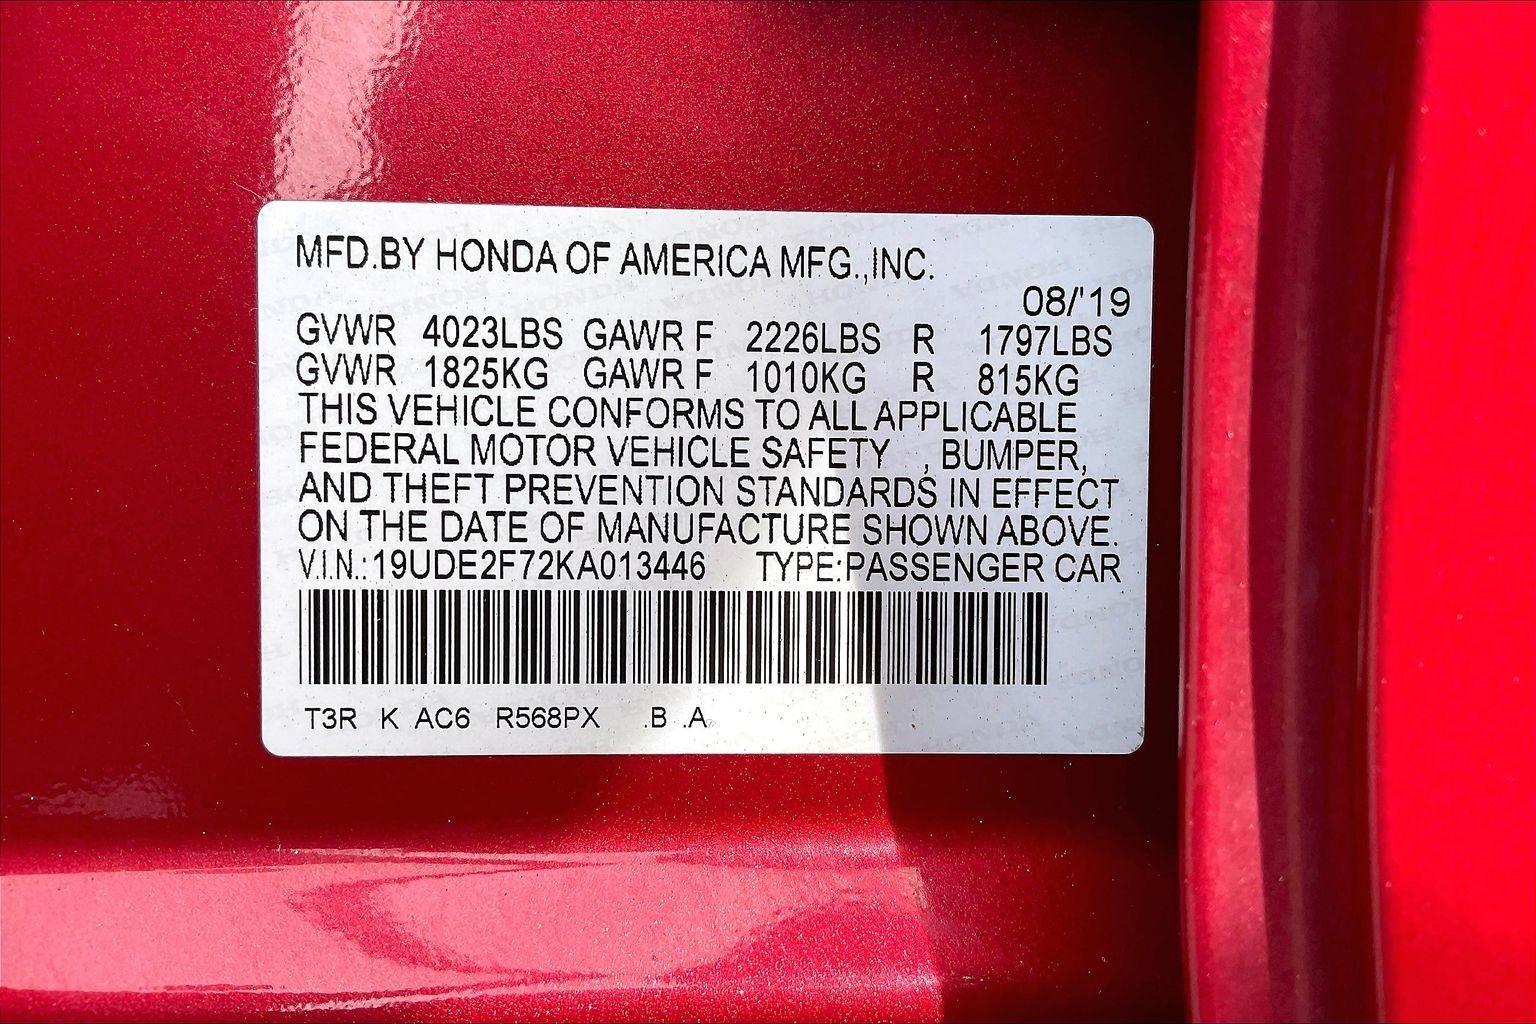 MFD.BY HONDA OF AMERICA MFG.,INC.
08/'19
GVWR 4023LBS GAWR F 2226LBS R 1797LBS
GVWR 1825KG GAWR F 1010KG R 815KG
THIS VEHICLE CONFORMS TO ALL APPLICABLE
FEDERAL MOTOR VEHICLE SAFETY , BUMPER,
AND THEFT PREVENTION STANDARDS IN EFFECT
ON THE DATE OF MANUFACTURE SHOWN ABOVE.
V.I.N.:19UDE2F72KA013446 TYPE:PASSENGER CAR
T3R K AC6 R568PX .B .A